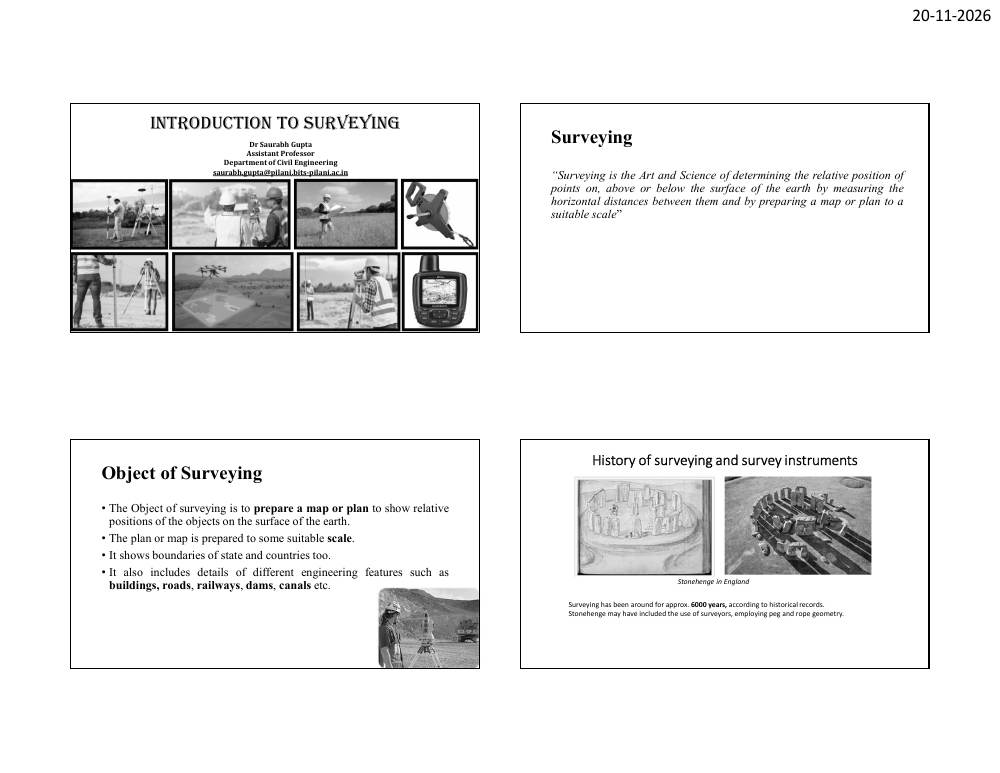 20-11-2026
INTRODUCTION TO SURVEYING
Dr Saurabh Gupta
Assistant Professor
Department of Civil Engineering
saurabh.gupta@pilani.bits-pilani.ac.in
Surveying
“Surveying is the Art and Science of determining the relative position of
points on, above or below the surface of the earth by measuring the
horizontal distances between them and by preparing a map or plan to a
suitable scale”
Object of Surveying
• The Object of surveying is to prepare a map or plan to show relative
positions of the objects on the surface of the earth.
• The plan or map is prepared to some suitable scale.
• It shows boundaries of state and countries too.
• It also includes details of different engineering features such as
buildings, roads, railways, dams, canals etc.
History of surveying and survey instruments
Stonehenge in England
Surveying has been around for approx. 6000 years, according to historical records.
Stonehenge may have included the use of surveyors, employing peg and rope geometry.